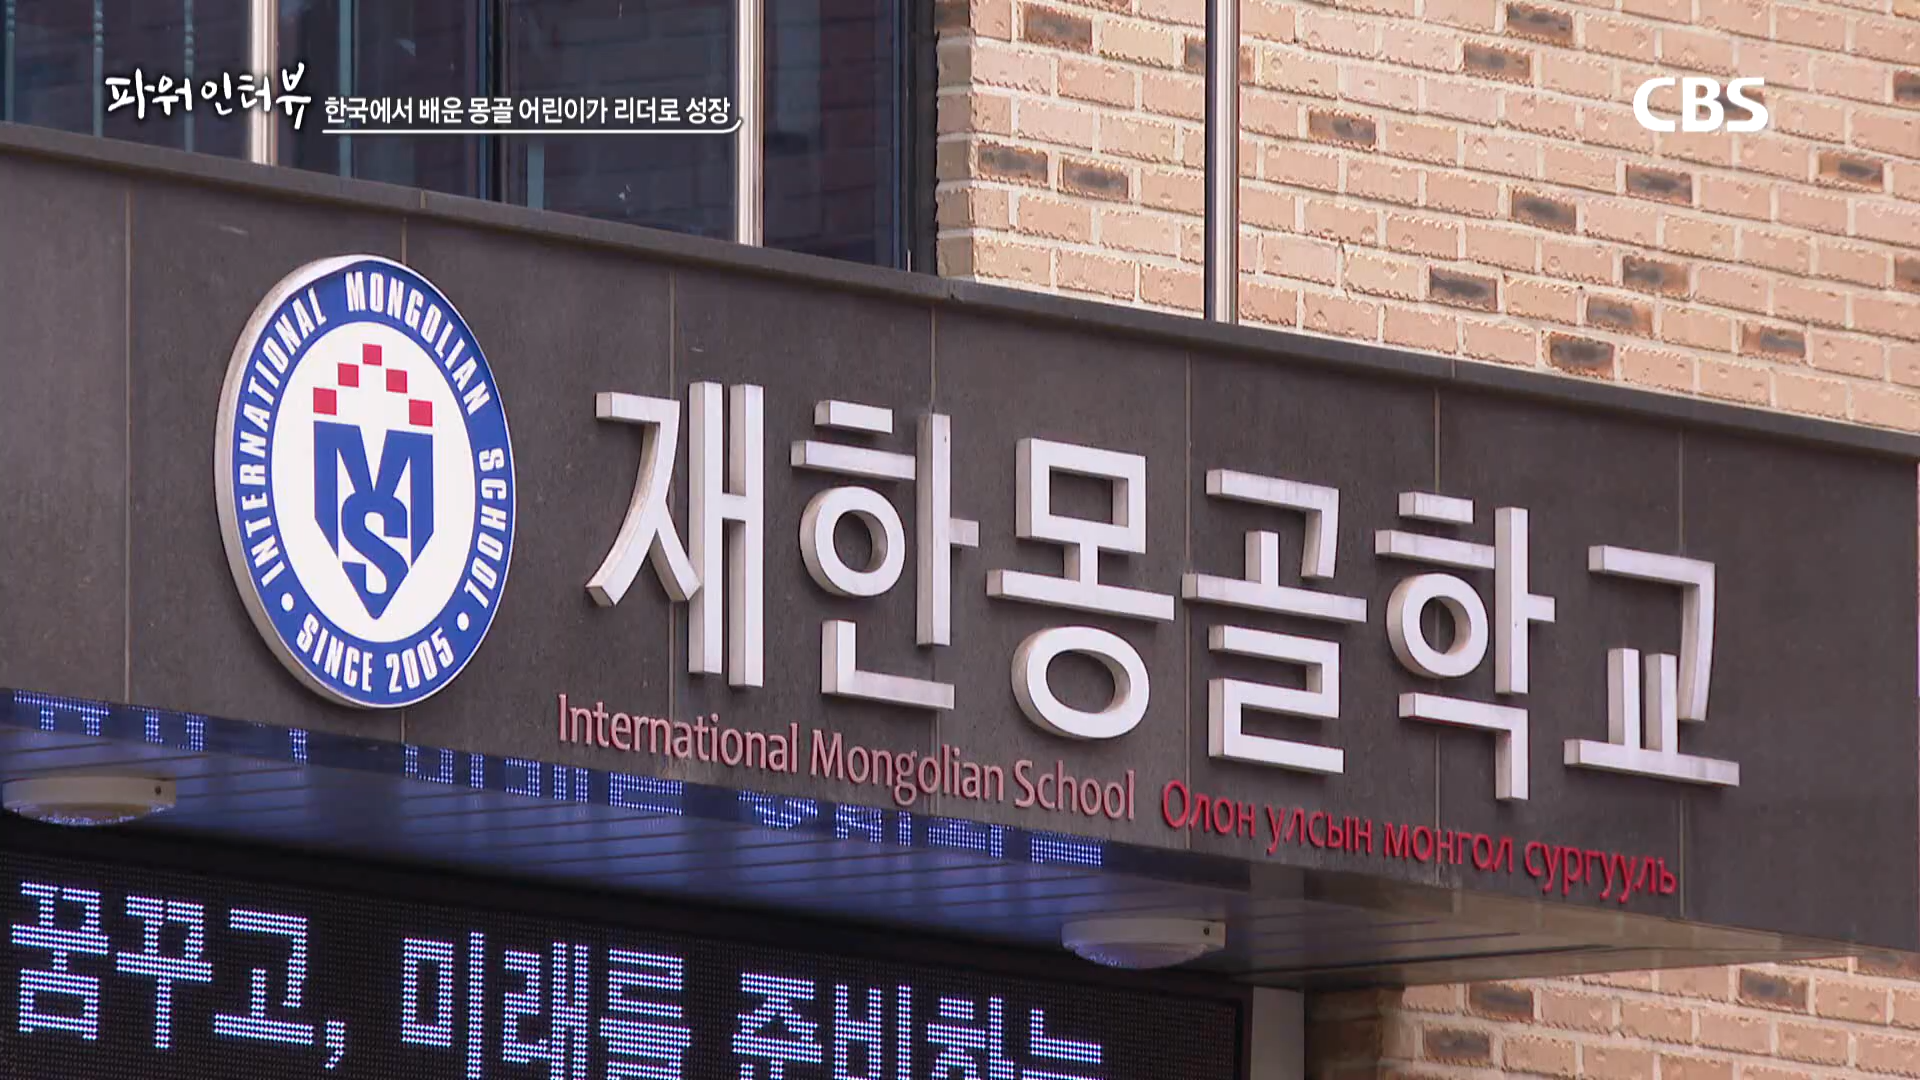 파워인터뷰
한국에서 배운 몽골 어린이가 리더로 성장
CBS
INTERNATIONAL MONGOLIAN SCHOOL
MS
SINCE 2005
재한몽골학교
International Mongolian School Олон улсын монгол сургууль
꿈꾸고, 미래를 준비하는